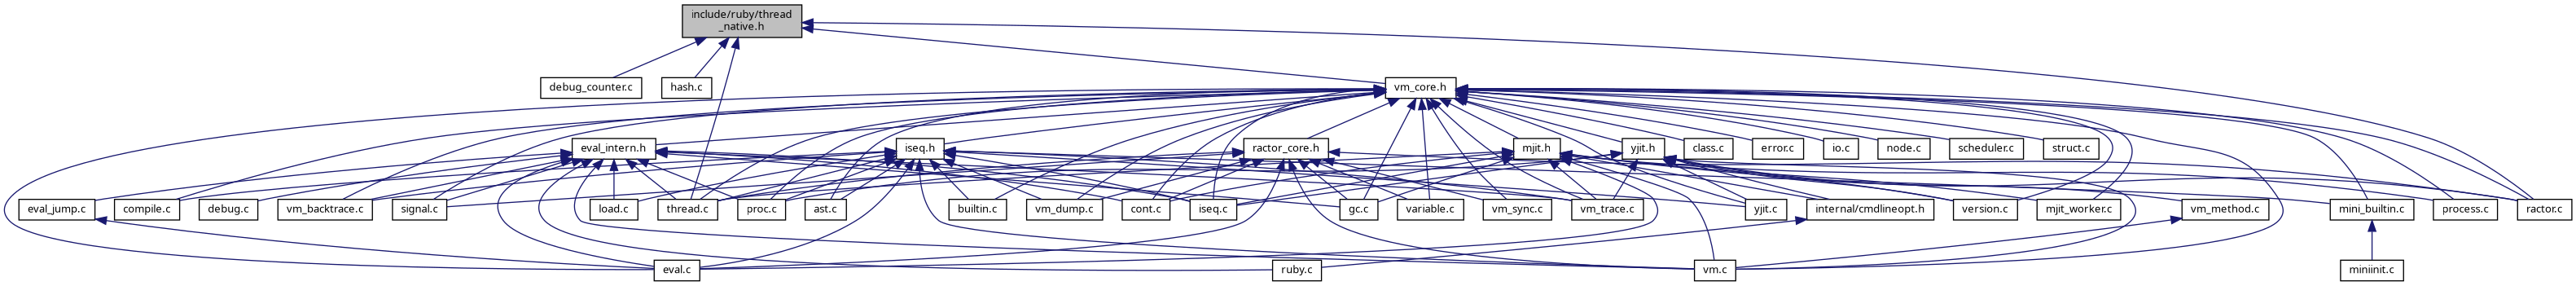 include/ruby/thread
_native.h
debug_counter.c
hash.c
vm_core.h
eval_intern.h
iseq.h
ractor_core.h
mjit.h
yjit.h
class.c
error.c
io.c
node.c
scheduler.c
struct.c
eval_jump.c
compile.c
debug.c
vm_backtrace.c
signal.c
load.c
thread.c
proc.c
ast.c
builtin.c
vm_dump.c
cont.c
iseq.c
gc.c
variable.c
vm_sync.c
vm_trace.c
yjit.c
internal/cmdlineopt.h
version.c
mjit_worker.c
vm_method.c
mini_builtin.c
process.c
ractor.c
eval.c
ruby.c
vm.c
miniinit.c